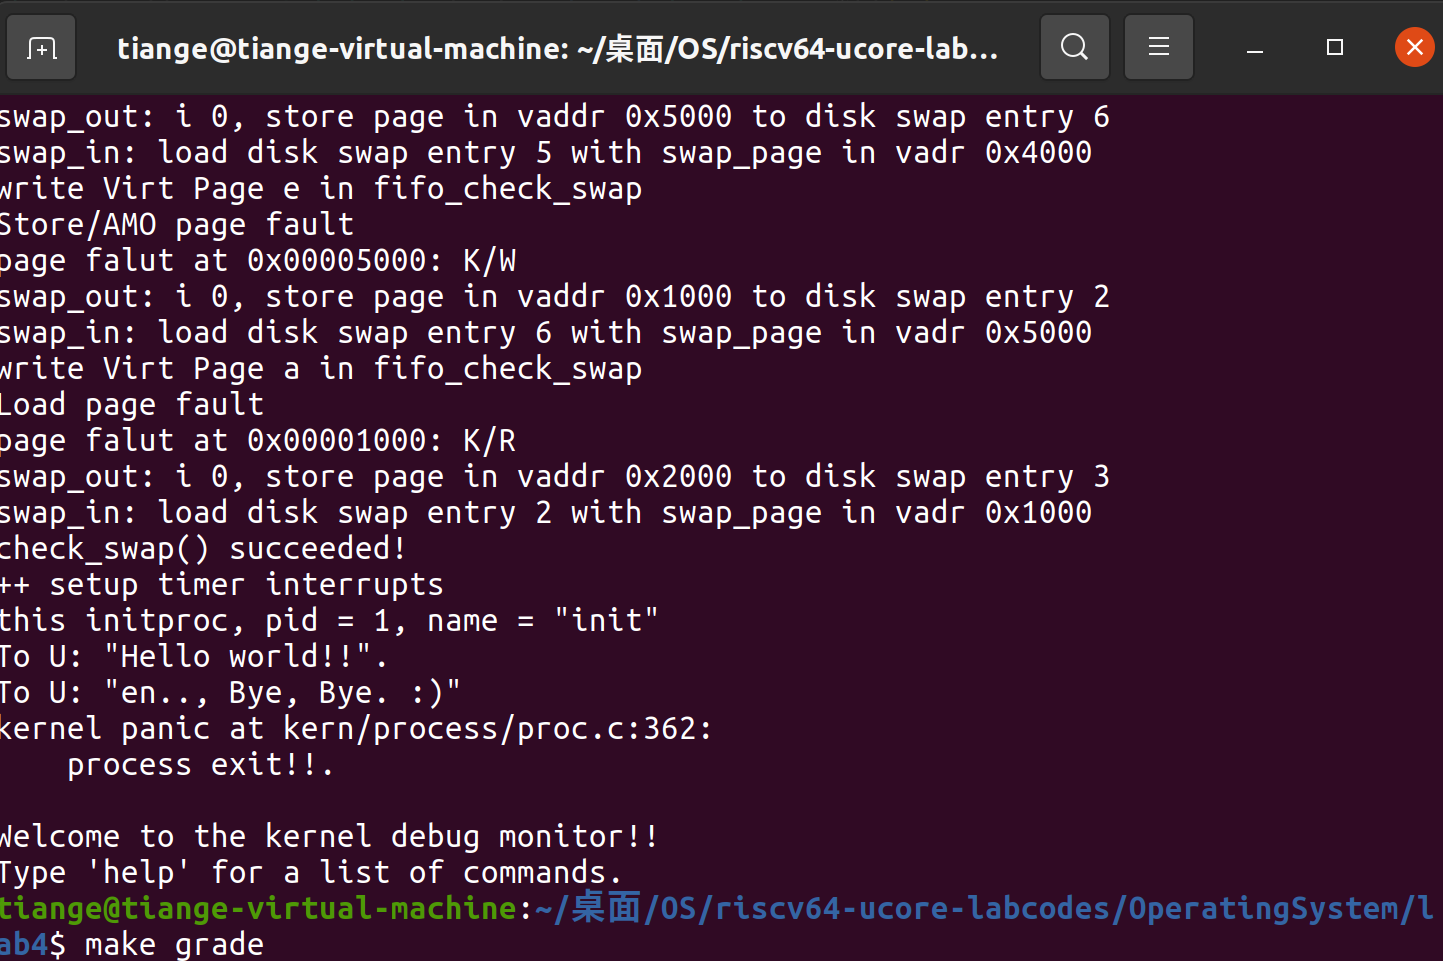 tiange@tiange-virtual-machine: ~/桌面/OS/riscv64-ucore-lab...
swap_out: i 0, store page in vaddr 0x5000 to disk swap entry 6
swap_in: load disk swap entry 5 with swap_page in vadr 0x4000
write Virt Page e in fifo_check_swap
Store/AMO page fault
page falut at 0x00005000: K/W
swap_out: i 0, store page in vaddr 0x1000 to disk swap entry 2
swap_in: load disk swap entry 6 with swap_page in vadr 0x5000
write Virt Page a in fifo_check_swap
Load page fault
page falut at 0x00001000: K/R
swap_out: i 0, store page in vaddr 0x2000 to disk swap entry 3
swap_in: load disk swap entry 2 with swap_page in vadr 0x1000
check_swap() succeeded!
++ setup timer interrupts
this initproc, pid = 1, name = "init"
To U: "Hello world!!".
To U: "en.., Bye, Bye. :)"
kernel panic at kern/process/proc.c:362:
    process exit!!.
Welcome to the kernel debug monitor!!
Type 'help' for a list of commands.
tiange@tiange-virtual-machine:~/桌面/OS/riscv64-ucore-labcodes/OperatingSystem/l
ab4$ make grade